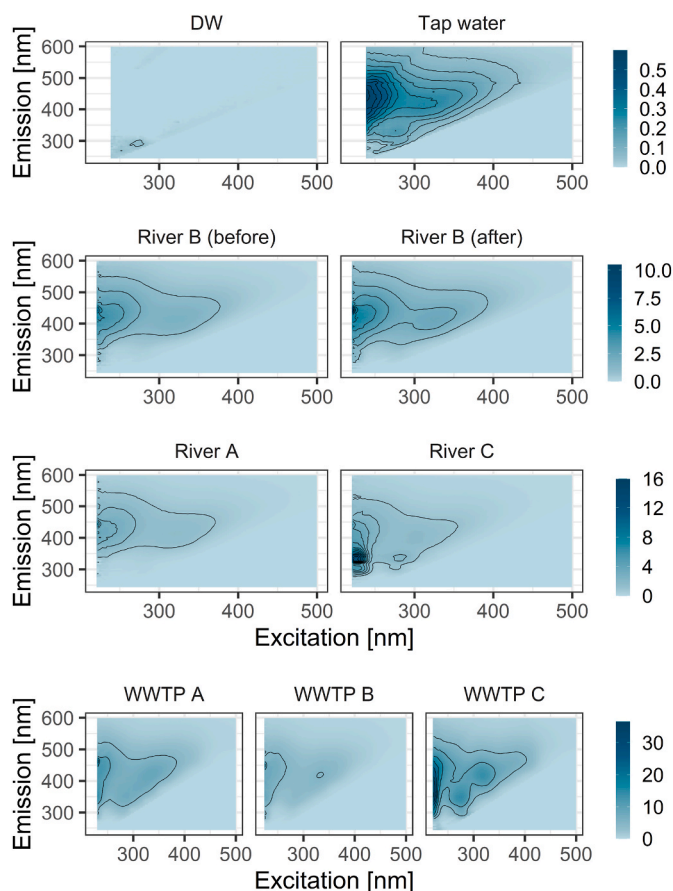 DW Tap water
Emission [nm]
600
500
400
300
300 400 500 300 400 500
0.5
0.4
0.3
0.2
0.1
0.0
River B (before) River B (after)
Emission [nm]
600
500
400
300
300 400 500 300 400 500
10.0
7.5
5.0
2.5
0.0
River A River C
Emission [nm]
600
500
400
300
300 400 500 300 400 500
16
12
8
4
0
Excitation [nm]
WWTP A WWTP B WWTP C
Emission [nm]
600
500
400
300
300 400 500 300 400 500 300 400 500
30
20
10
0
Excitation [nm]